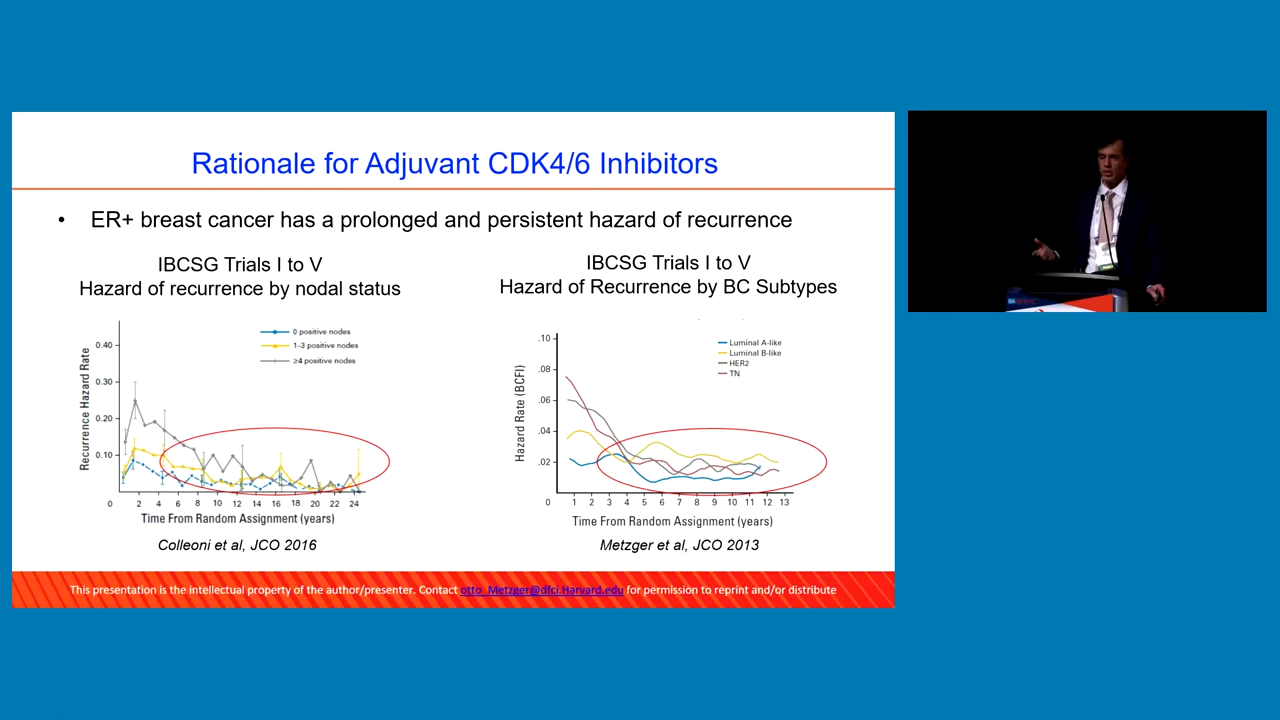 Rationale for Adjuvant CDK4/6 Inhibitors
• ER+ breast cancer has a prolonged and persistent hazard of recurrence
IBCSG Trials I to V
Hazard of recurrence by nodal status
Recurrence Hazard Rate
0.40
0.30
0.20
0.10
0 positive nodes
1–3 positive nodes
≥4 positive nodes
0 2 4 6 8 10 12 14 16 18 20 22 24
Time From Random Assignment (years)
Colleoni et al, JCO 2016
IBCSG Trials I to V
Hazard of Recurrence by BC Subtypes
Hazard Rate (BCFI)
.10
.08
.06
.04
.02
Luminal A-like
Luminal B-like
HER2
TN
0 1 2 3 4 5 6 7 8 9 10 11 12 13
Time From Random Assignment (years)
Metzger et al, JCO 2013
This presentation is the intellectual property of the author/presenter. Contact otto_Metzger@dfci.Harvard.edu for permission to reprint and/or distribute